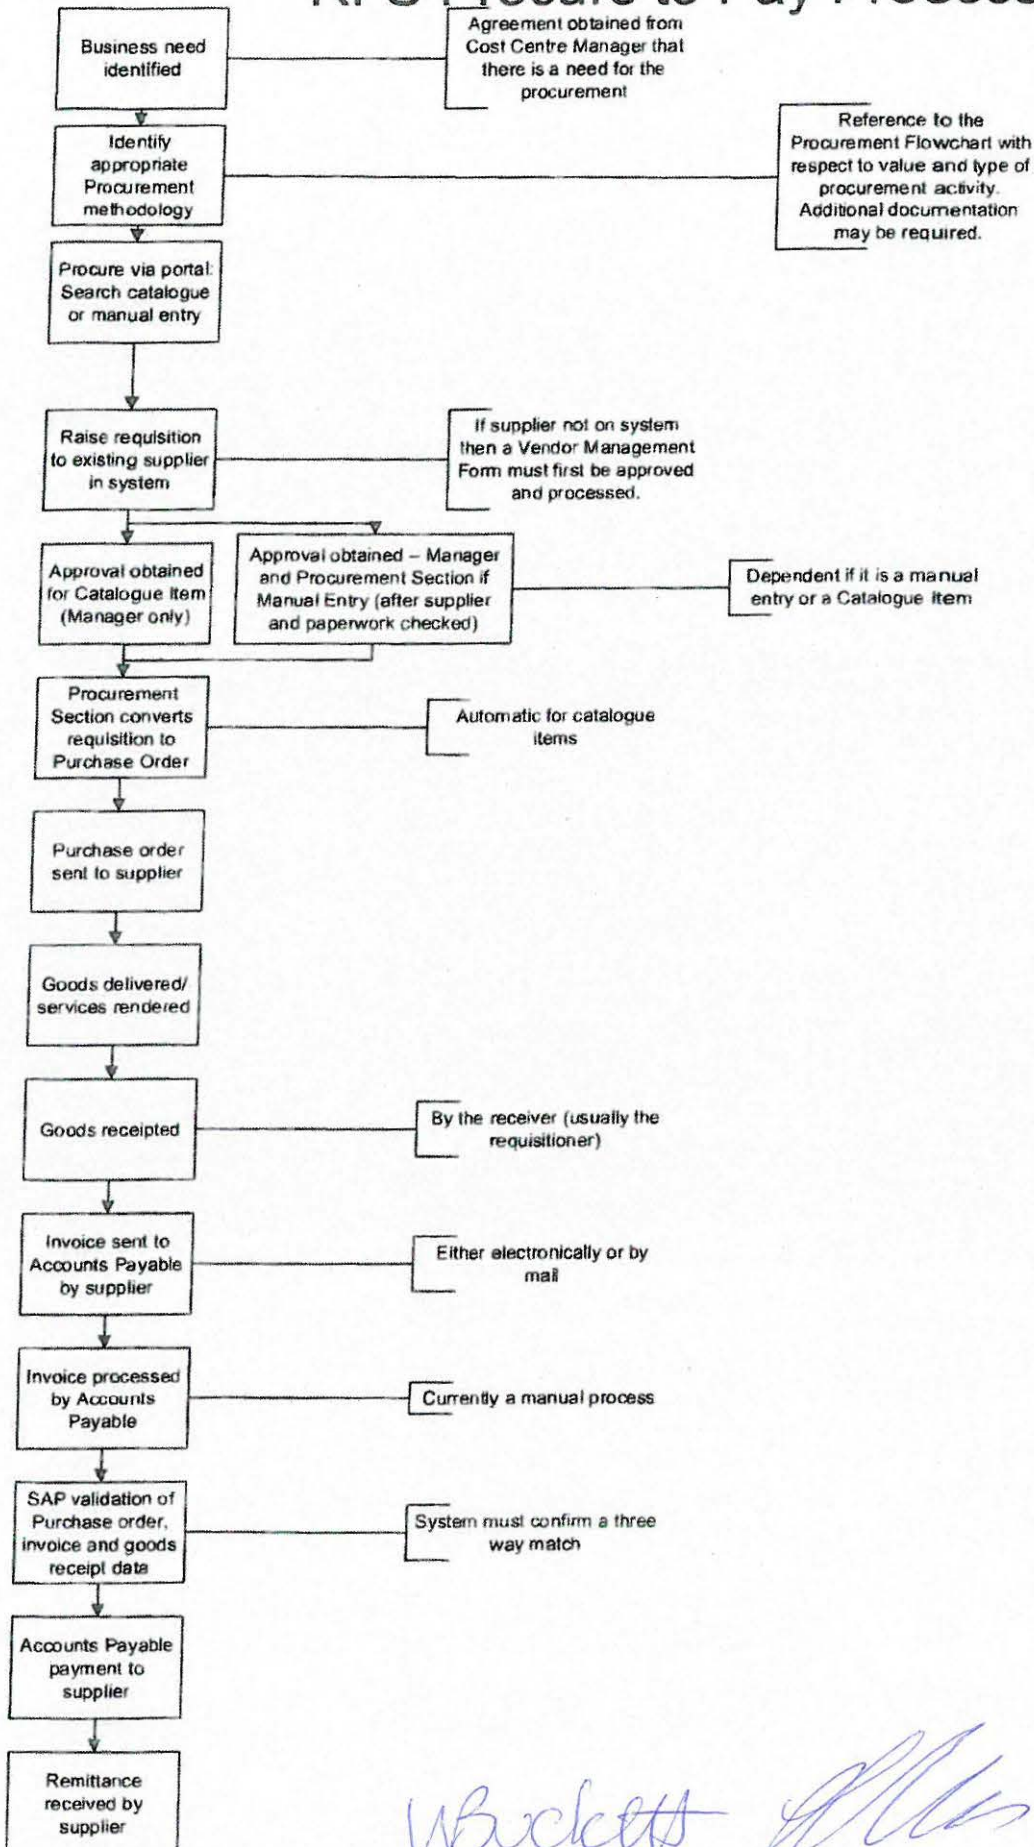 Procure to Pay Process
Business need
identified
Agreement obtained from
Cost Centre Manager that
there is a need for the
procurement
Identify
appropriate
Procurement
methodology
Reference to the
Procurement Flowchart with
respect to value and type of
procurement activity.
Additional documentation
may be required.
Procure via portal:
Search catalogue
or manual entry
Raise requisition
to existing supplier
in system
If supplier not on system
then a Vendor Management
Form must first be approved
and processed.
Approval obtained
for Catalogue Item
(Manager only)
Approval obtained – Manager
and Procurement Section if
Manual Entry (after supplier
and paperwork checked)
Dependent if it is a manual
entry or a Catalogue Item
Procurement
Section converts
requisition to
Purchase Order
Automatic for catalogue
items
Purchase order
sent to supplier
Goods delivered/
services rendered
Goods receipted
By the receiver (usually the
requisitioner)
Invoice sent to
Accounts Payable
by supplier
Either electronically or by
mail
Invoice processed
by Accounts
Payable
Currently a manual process
SAP validation of
Purchase order,
invoice and goods
receipt data
System must confirm a three
way match
Accounts Payable
payment to
supplier
Remittance
received by
supplier